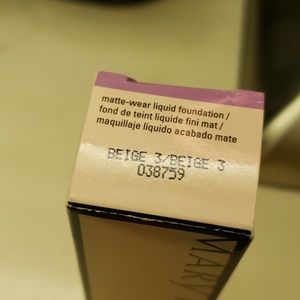 matte-wear liquid foundation /
fond de teint liquide fini mat /
maquillaje líquido acabado mate
BEIGE 3/BEIGE 3
038759
MARY